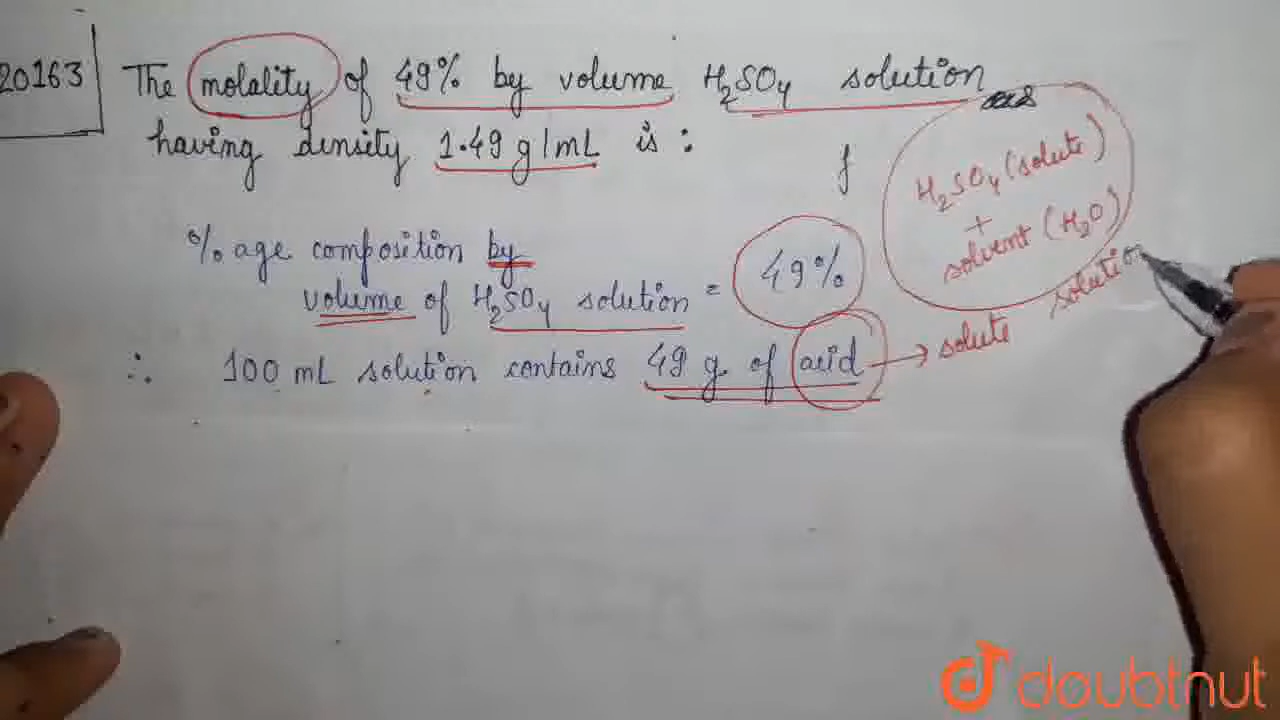 20163
The molality of 49% by volume H₂SO₄ solution
having density 1.49 g/mL is :
f
H₂SO₄ (solute)
+
solvent (H₂O)
solution
% age composition by
volume of H₂SO₄ solution = 49%
∴ 100 mL solution contains 49 g of acid → solute
doubtnut